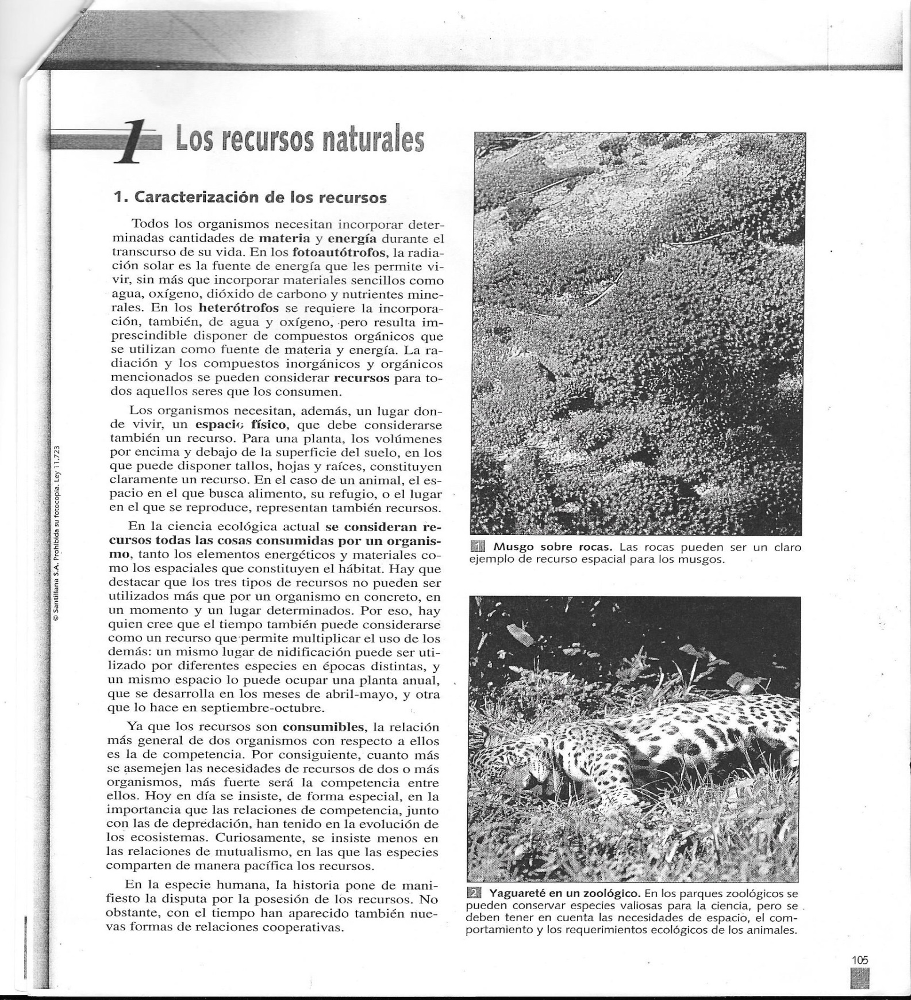 1 Los recursos naturales
1. Caracterización de los recursos
Todos los organismos necesitan incorporar deter-
minadas cantidades de materia y energía durante el
transcurso de su vida. En los fotoautótrofos, la radia-
ción solar es la fuente de energía que les permite vi-
vir, sin más que incorporar materiales sencillos como
agua, oxígeno, dióxido de carbono y nutrientes mine-
rales. En los heterótrofos se requiere la incorpora-
ción, también, de agua y oxígeno, pero resulta im-
prescindible disponer de compuestos orgánicos que
se utilizan como fuente de materia y energía. La ra-
diación y los compuestos inorgánicos y orgánicos
mencionados se pueden considerar recursos para to-
dos aquellos seres que los consumen.
Los organismos necesitan, además, un lugar don-
de vivir, un espacio físico, que debe considerarse
también un recurso. Para una planta, los volúmenes
por encima y debajo de la superficie del suelo, en los
que puede disponer tallos, hojas y raíces, constituyen
claramente un recurso. En el caso de un animal, el es-
pacio en el que busca alimento, su refugio, o el lugar
en el que se reproduce, representan también recursos.
En la ciencia ecológica actual se consideran re-
cursos todas las cosas consumidas por un organis-
mo, tanto los elementos energéticos y materiales co-
mo los espaciales que constituyen el hábitat. Hay que
destacar que los tres tipos de recursos no pueden ser
utilizados más que por un organismo en concreto, en
un momento y un lugar determinados. Por eso, hay
quien cree que el tiempo también puede considerarse
como un recurso que permite multiplicar el uso de los
demás: un mismo lugar de nidificación puede ser uti-
lizado por diferentes especies en épocas distintas, y
un mismo espacio lo puede ocupar una planta anual,
que se desarrolla en los meses de abril-mayo, y otra
que lo hace en septiembre-octubre.
Ya que los recursos son consumibles, la relación
más general de dos organismos con respecto a ellos
es la de competencia. Por consiguiente, cuanto más
se asemejen las necesidades de recursos de dos o más
organismos, más fuerte será la competencia entre
ellos. Hoy en día se insiste, de forma especial, en la
importancia que las relaciones de competencia, junto
con las de depredación, han tenido en la evolución de
los ecosistemas. Curiosamente, se insiste menos en
las relaciones de mutualismo, en las que las especies
comparten de manera pacífica los recursos.
En la especie humana, la historia pone de mani-
fiesto la disputa por la posesión de los recursos. No
obstante, con el tiempo han aparecido también nue-
vas formas de relaciones cooperativas.
© Santillana S.A. Prohibida su fotocopia. Ley 11.723
1 Musgo sobre rocas. Las rocas pueden ser un claro
ejemplo de recurso espacial para los musgos.
2 Yaguareté en un zoológico. En los parques zoológicos se
pueden conservar especies valiosas para la ciencia, pero se
deben tener en cuenta las necesidades de espacio, el com-
portamiento y los requerimientos ecológicos de los animales.
105